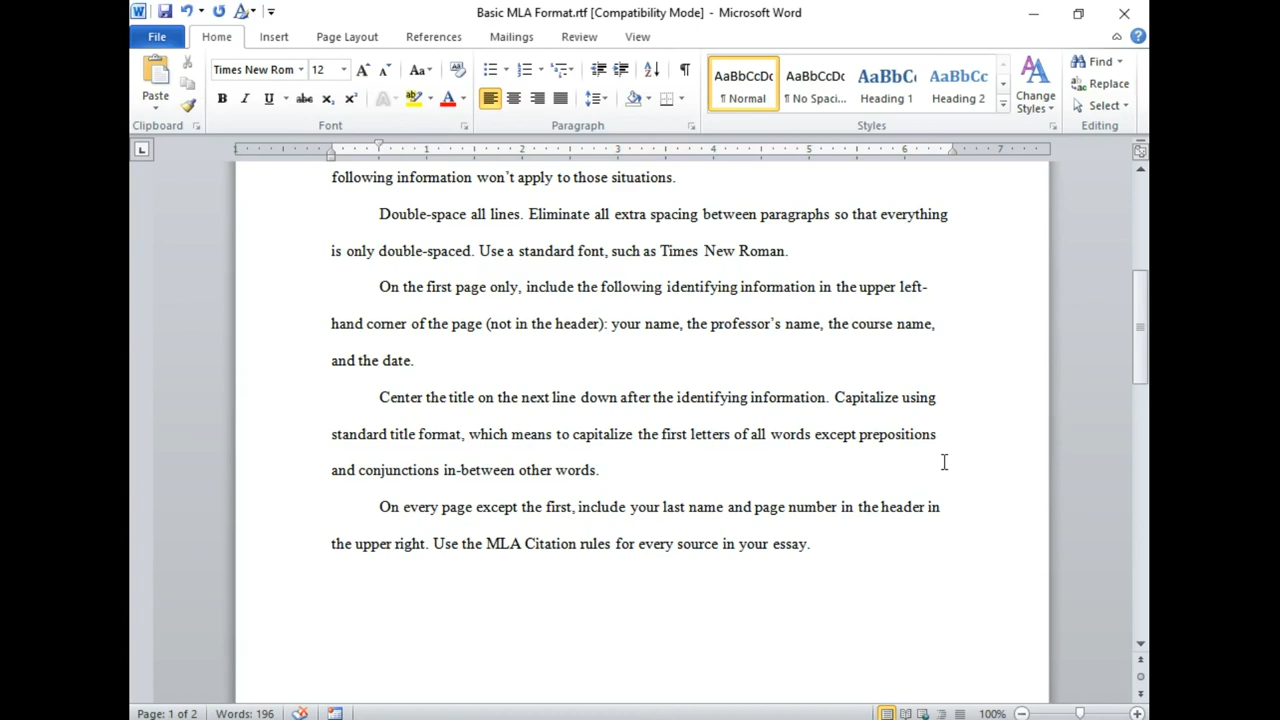 Basic MLA Format.rtf [Compatibility Mode] - Microsoft Word
File Home Insert Page Layout References Mailings Review View
Times New Rom 12 Aa
AaBbCcDc AaBbCcDc AaBbCc AaBbCc
Find
Replace
Select
Paste
¶ Normal ¶ No Spaci... Heading 1 Heading 2
Change
Styles
Clipboard Font Paragraph Styles Editing
1 1 2 3 4 5 6 7
following information won't apply to those situations.
Double-space all lines. Eliminate all extra spacing between paragraphs so that everything
is only double-spaced. Use a standard font, such as Times New Roman.
On the first page only, include the following identifying information in the upper left-
hand corner of the page (not in the header): your name, the professor's name, the course name,
and the date.
Center the title on the next line down after the identifying information. Capitalize using
standard title format, which means to capitalize the first letters of all words except prepositions
and conjunctions in-between other words.
On every page except the first, include your last name and page number in the header in
the upper right. Use the MLA Citation rules for every source in your essay.
Page: 1 of 2 Words: 196 100%